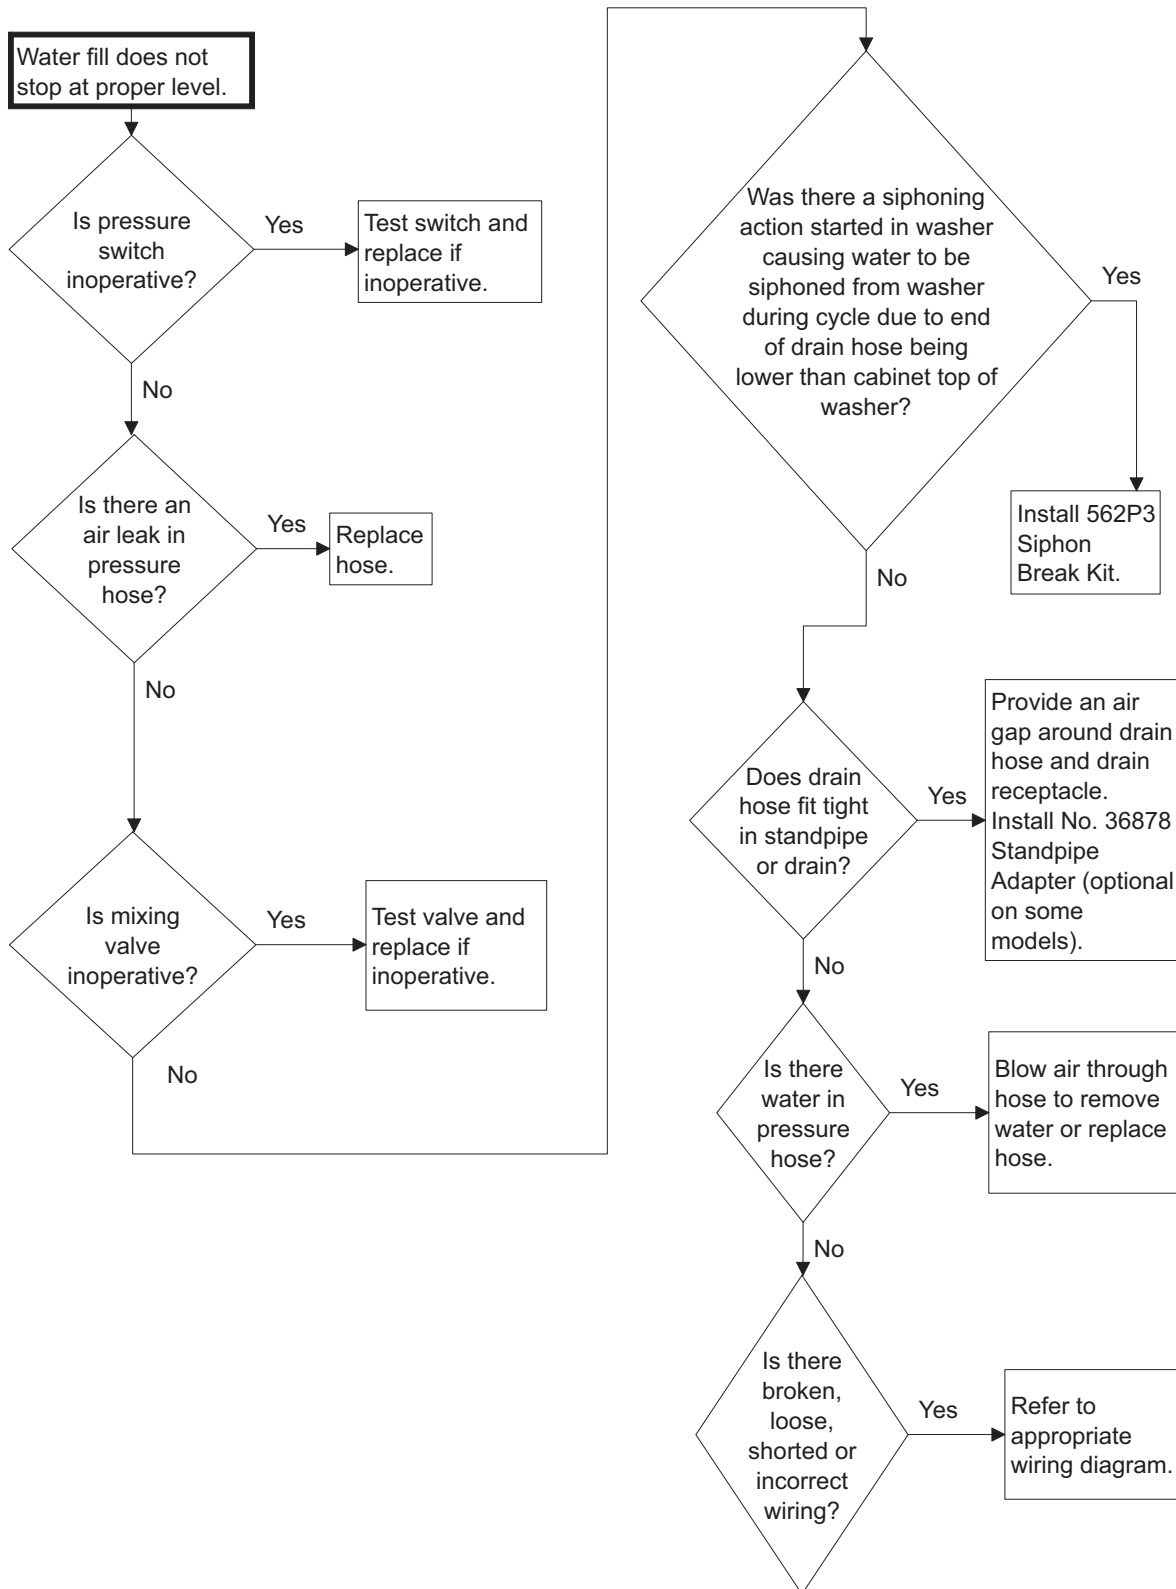 Water fill does not
stop at proper level.
Is pressure
switch
inoperative?
Yes
Test switch and
replace if
inoperative.
No
Is there an
air leak in
pressure
hose?
Yes
Replace
hose.
No
Is mixing
valve
inoperative?
Yes
Test valve and
replace if
inoperative.
No
Was there a siphoning
action started in washer
causing water to be
siphoned from washer
during cycle due to end
of drain hose being
lower than cabinet top of
washer?
Yes
Install 562P3
Siphon
Break Kit.
No
Does drain
hose fit tight
in standpipe
or drain?
Yes
Provide an air
gap around drain
hose and drain
receptacle.
Install No. 36878
Standpipe
Adapter (optional
on some
models).
No
Is there
water in
pressure
hose?
Yes
Blow air through
hose to remove
water or replace
hose.
No
Is there
broken,
loose,
shorted or
incorrect
wiring?
Yes
Refer to
appropriate
wiring diagram.